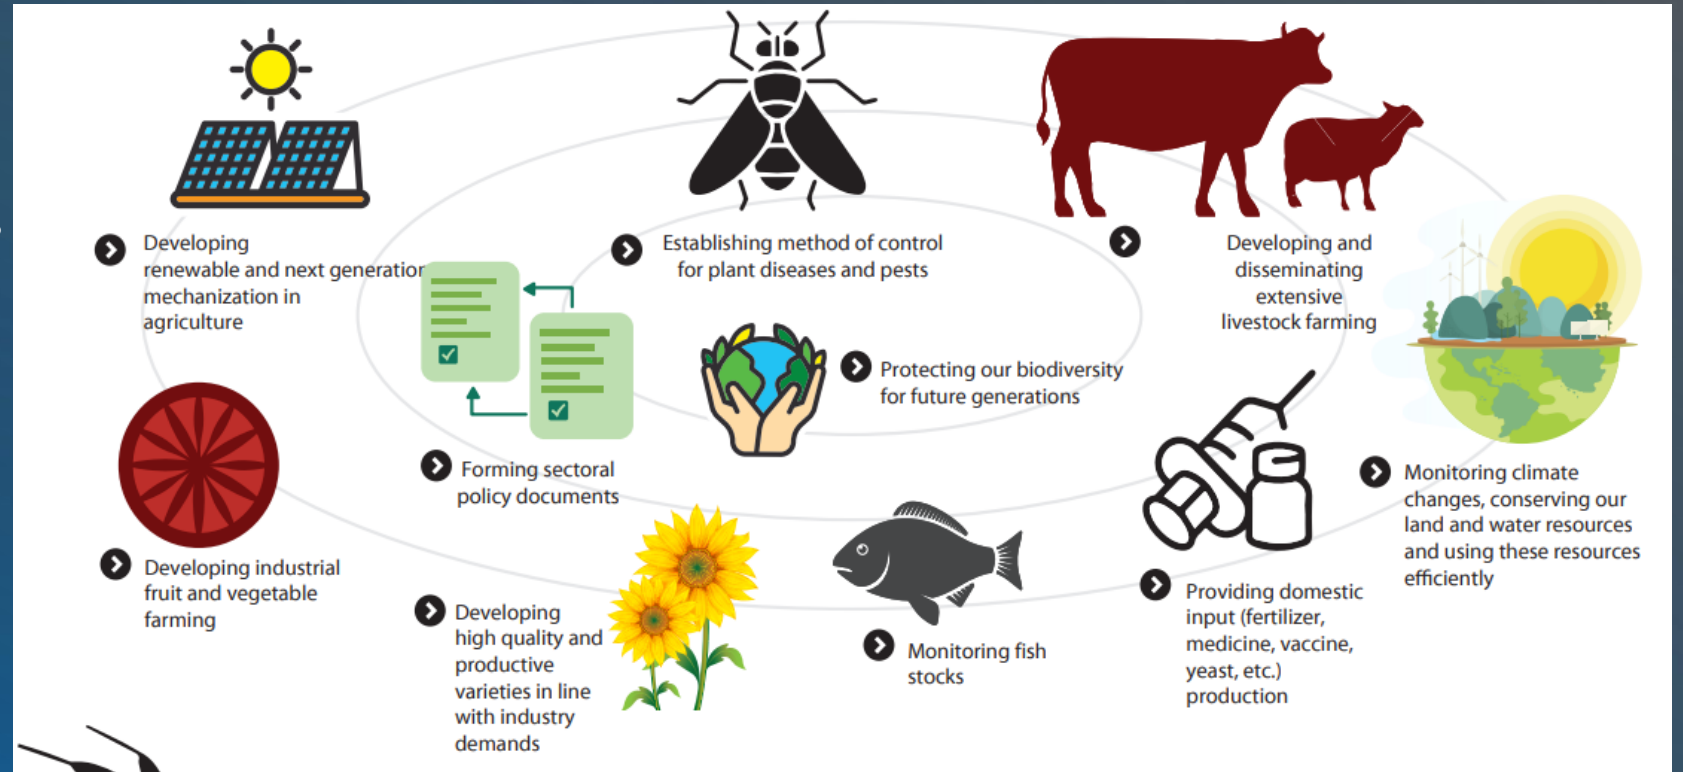 Developing
renewable and next generation
mechanization in
agriculture
Establishing method of control
for plant diseases and pests
Developing and
disseminating
extensive
livestock farming
Forming sectoral
policy documents
Protecting our biodiversity
for future generations
Monitoring climate
changes, conserving our
land and water resources
and using these resources
efficiently
Developing industrial
fruit and vegetable
farming
Developing
high quality and
productive
varieties in line
with industry
demands
Monitoring fish
stocks
Providing domestic
input (fertilizer,
medicine, vaccine,
yeast, etc.)
production